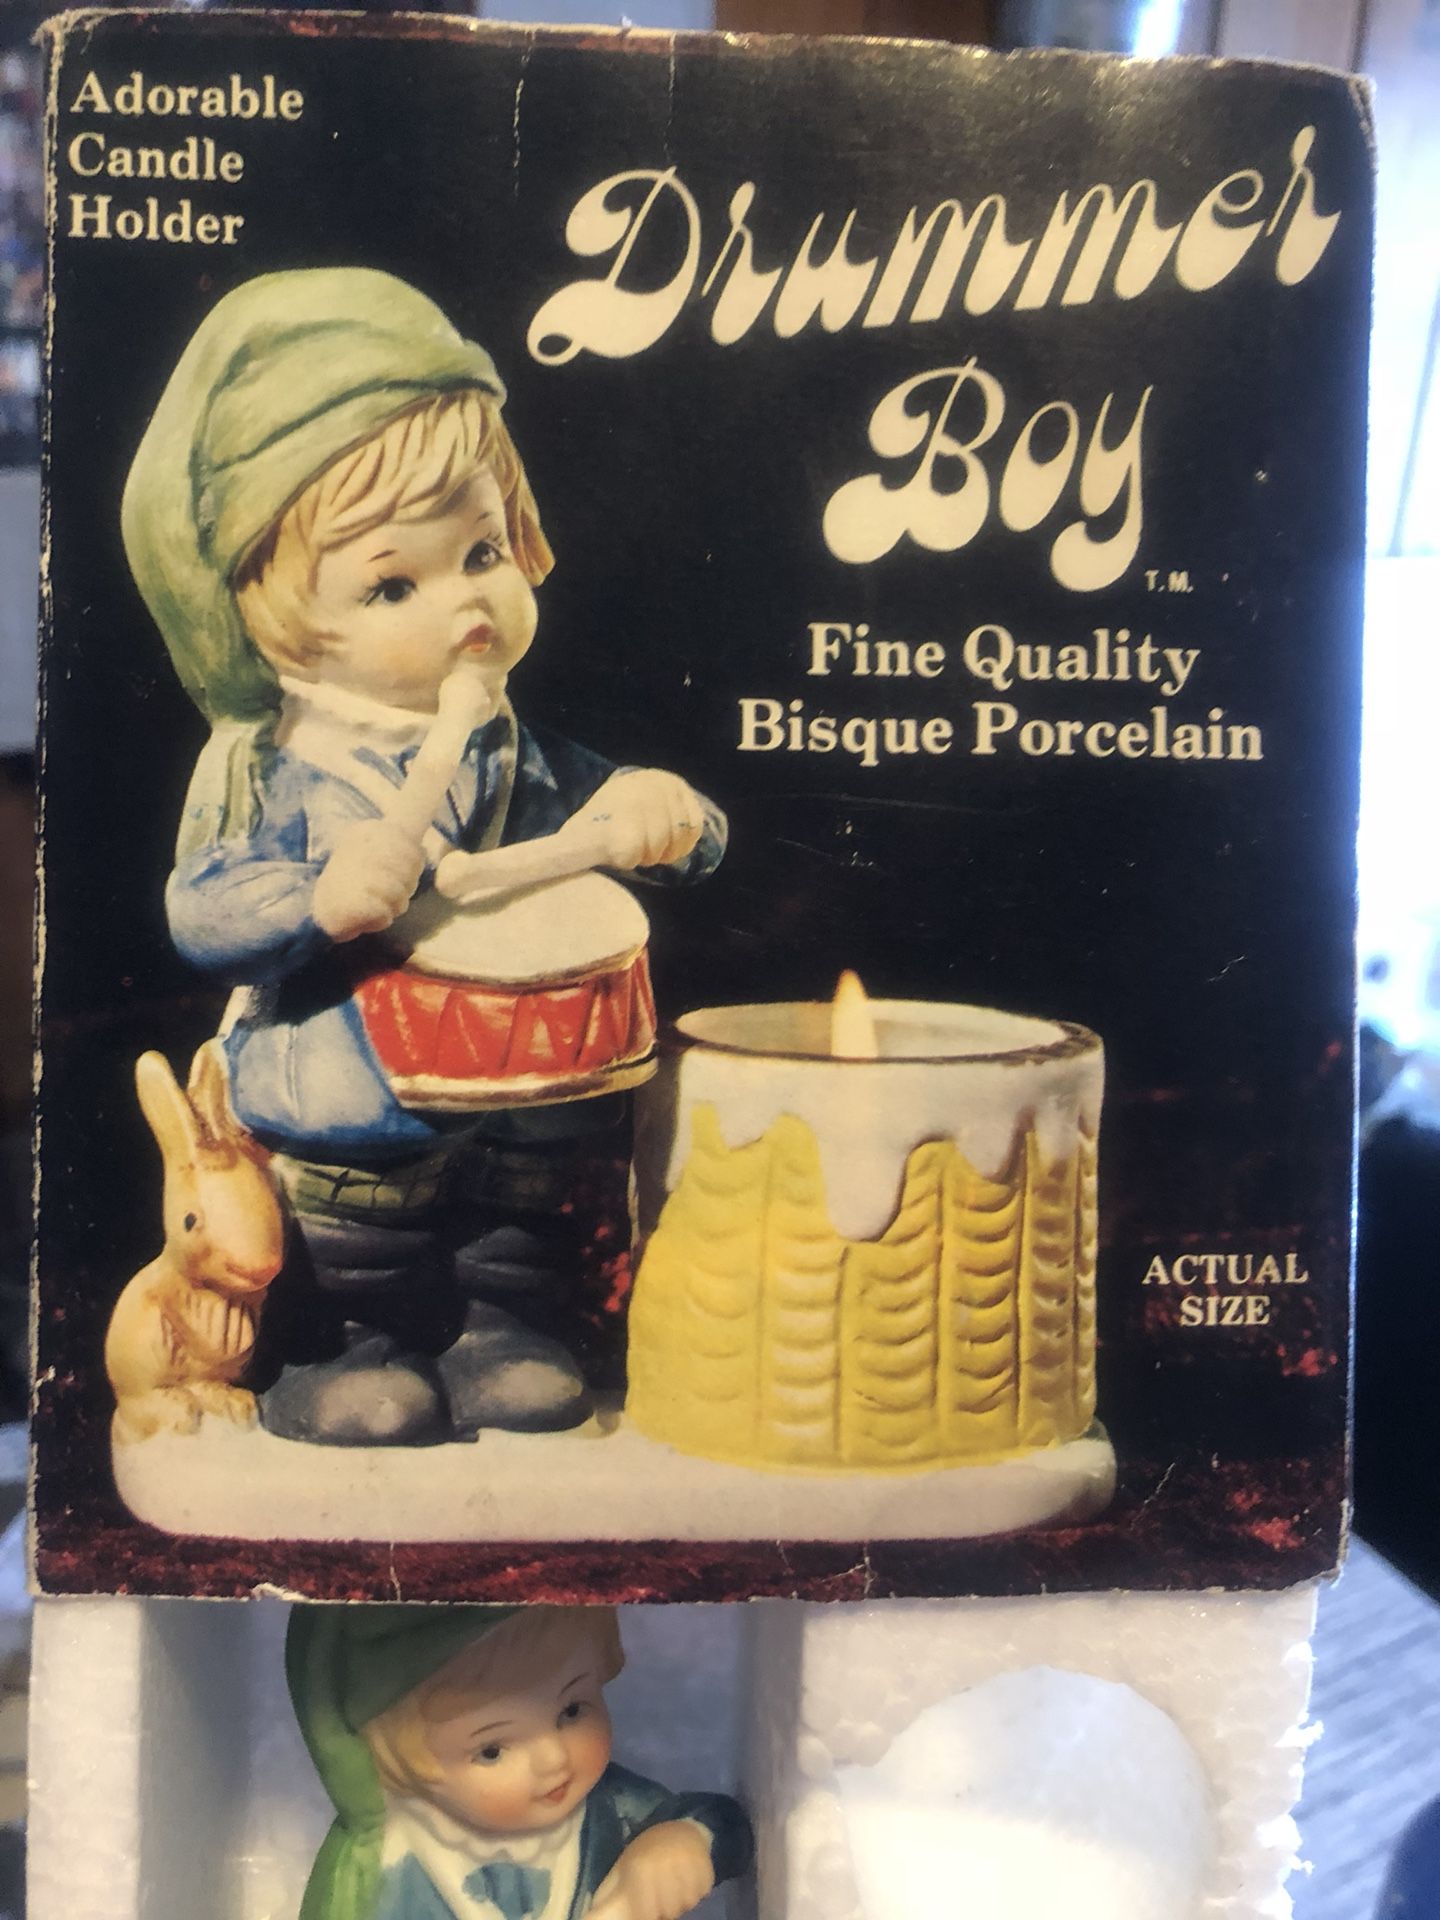 Adorable
Candle
Holder
Drummer
Boy
T.M.
Fine Quality
Bisque Porcelain
ACTUAL
SIZE